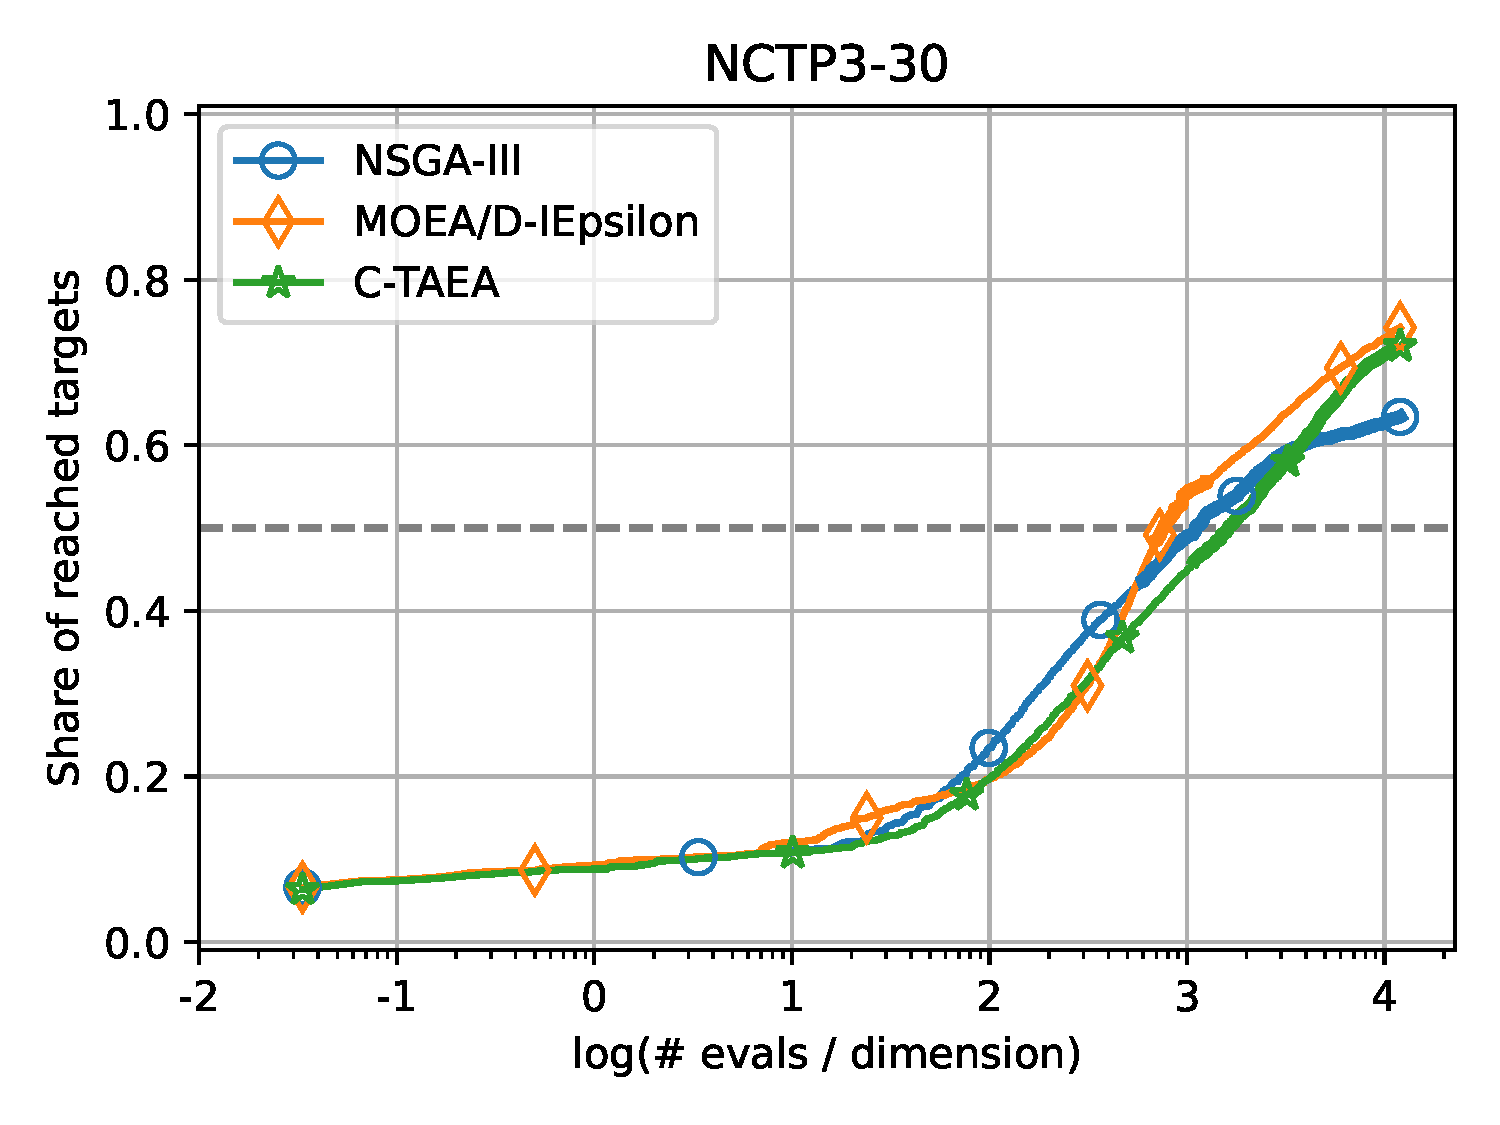 NCTP3-30
1.0
0.8
0.6
0.4
0.2
0.0
Share of reached targets
NSGA-III
MOEA/D-IEpsilon
C-TAEA
-2 -1 0 1 2 3 4
log(# evals / dimension)